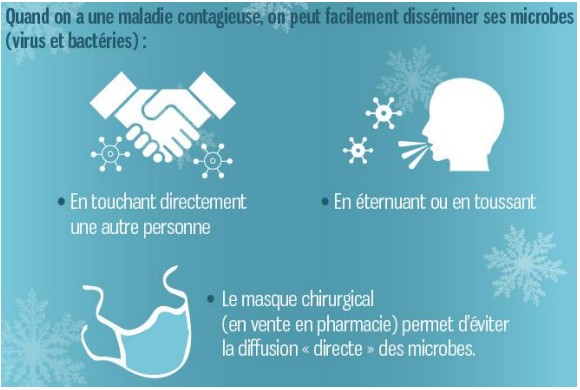 Quand on a une maladie contagieuse, on peut facilement disséminer ses microbes
(virus et bactéries) :
• En touchant directement
une autre personne
• En éternuant ou en toussant
• Le masque chirurgical
(en vente en pharmacie) permet d'éviter
la diffusion « directe » des microbes.